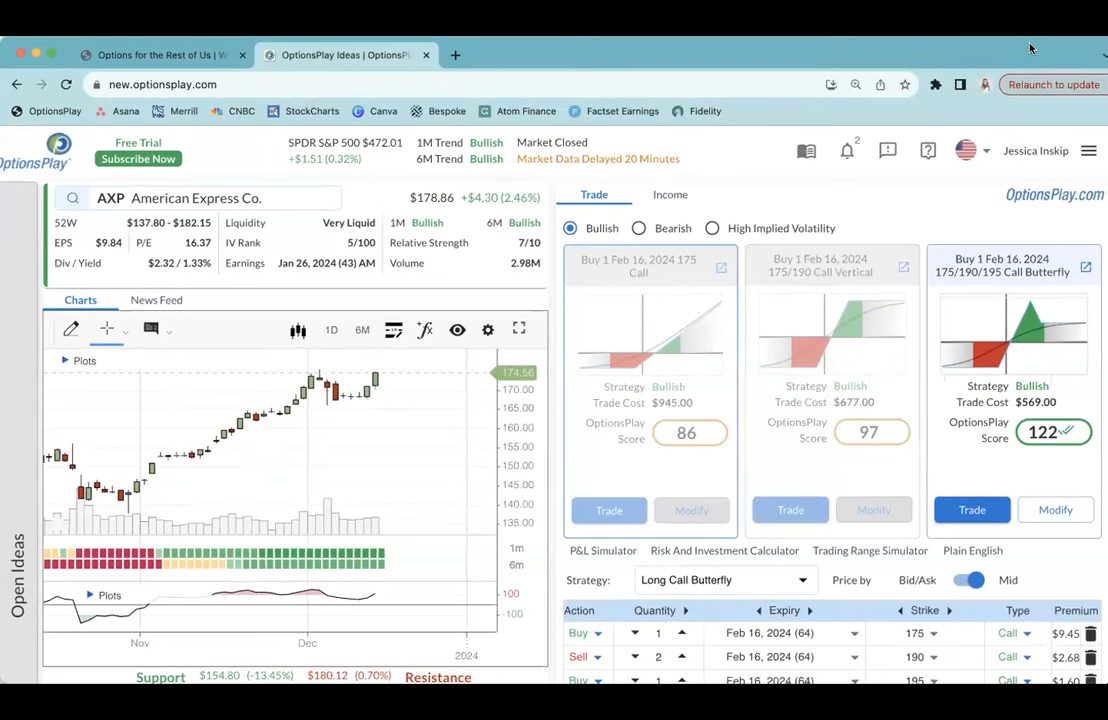 Options for the Rest of Us | W
OptionsPlay Ideas | OptionsPl
new.optionsplay.com
Relaunch to update
OptionsPlay
Asana
Merrill
CNBC
StockCharts
Canva
Bespoke
Atom Finance
Factset Earnings
Fidelity
OptionsPlay
Free Trial
Subscribe Now
SPDR S&P 500 $472.01
+$1.51 (0.32%)
1M Trend Bullish
6M Trend Bullish
Market Closed
Market Data Delayed 20 Minutes
2
Jessica Inskip
AXP American Express Co.
$178.86 +$4.30 (2.46%)
52W $137.80 - $182.15 Liquidity Very Liquid 1M Bullish 6M Bullish
EPS $9.84 P/E 16.37 IV Rank 5/100 Relative Strength 7/10
Div / Yield $2.32 / 1.33% Earnings Jan 26, 2024 (43) AM Volume 2.98M
Charts
News Feed
1D
6M
Plots
174.56
170.00
165.00
160.00
155.00
150.00
145.00
140.00
135.00
1m
6m
Plots
100
-100
Nov
Dec
2024
Support $154.80 (-13.45%) $180.12 (0.70%) Resistance
Open Ideas
Trade
Income
OptionsPlay.com
Bullish
Bearish
High Implied Volatility
Buy 1 Feb 16, 2024 175
Call
Strategy Bullish
Trade Cost $945.00
OptionsPlay
Score
86
Trade
Modify
Buy 1 Feb 16, 2024
175/190 Call Vertical
Strategy Bullish
Trade Cost $677.00
OptionsPlay
Score
97
Trade
Modify
Buy 1 Feb 16, 2024
175/190/195 Call Butterfly
Strategy Bullish
Trade Cost $569.00
OptionsPlay
Score
122
Trade
Modify
P&L Simulator
Risk And Investment Calculator
Trading Range Simulator
Plain English
Strategy: Long Call Butterfly
Price by Bid/Ask Mid
Action Quantity Expiry Strike Type Premium
Buy 1 Feb 16, 2024 (64) 175 Call $9.45
Sell 2 Feb 16, 2024 (64) 190 Call $2.68
Buy 1 Feb 16, 2024 (64) 195 Call $1.60